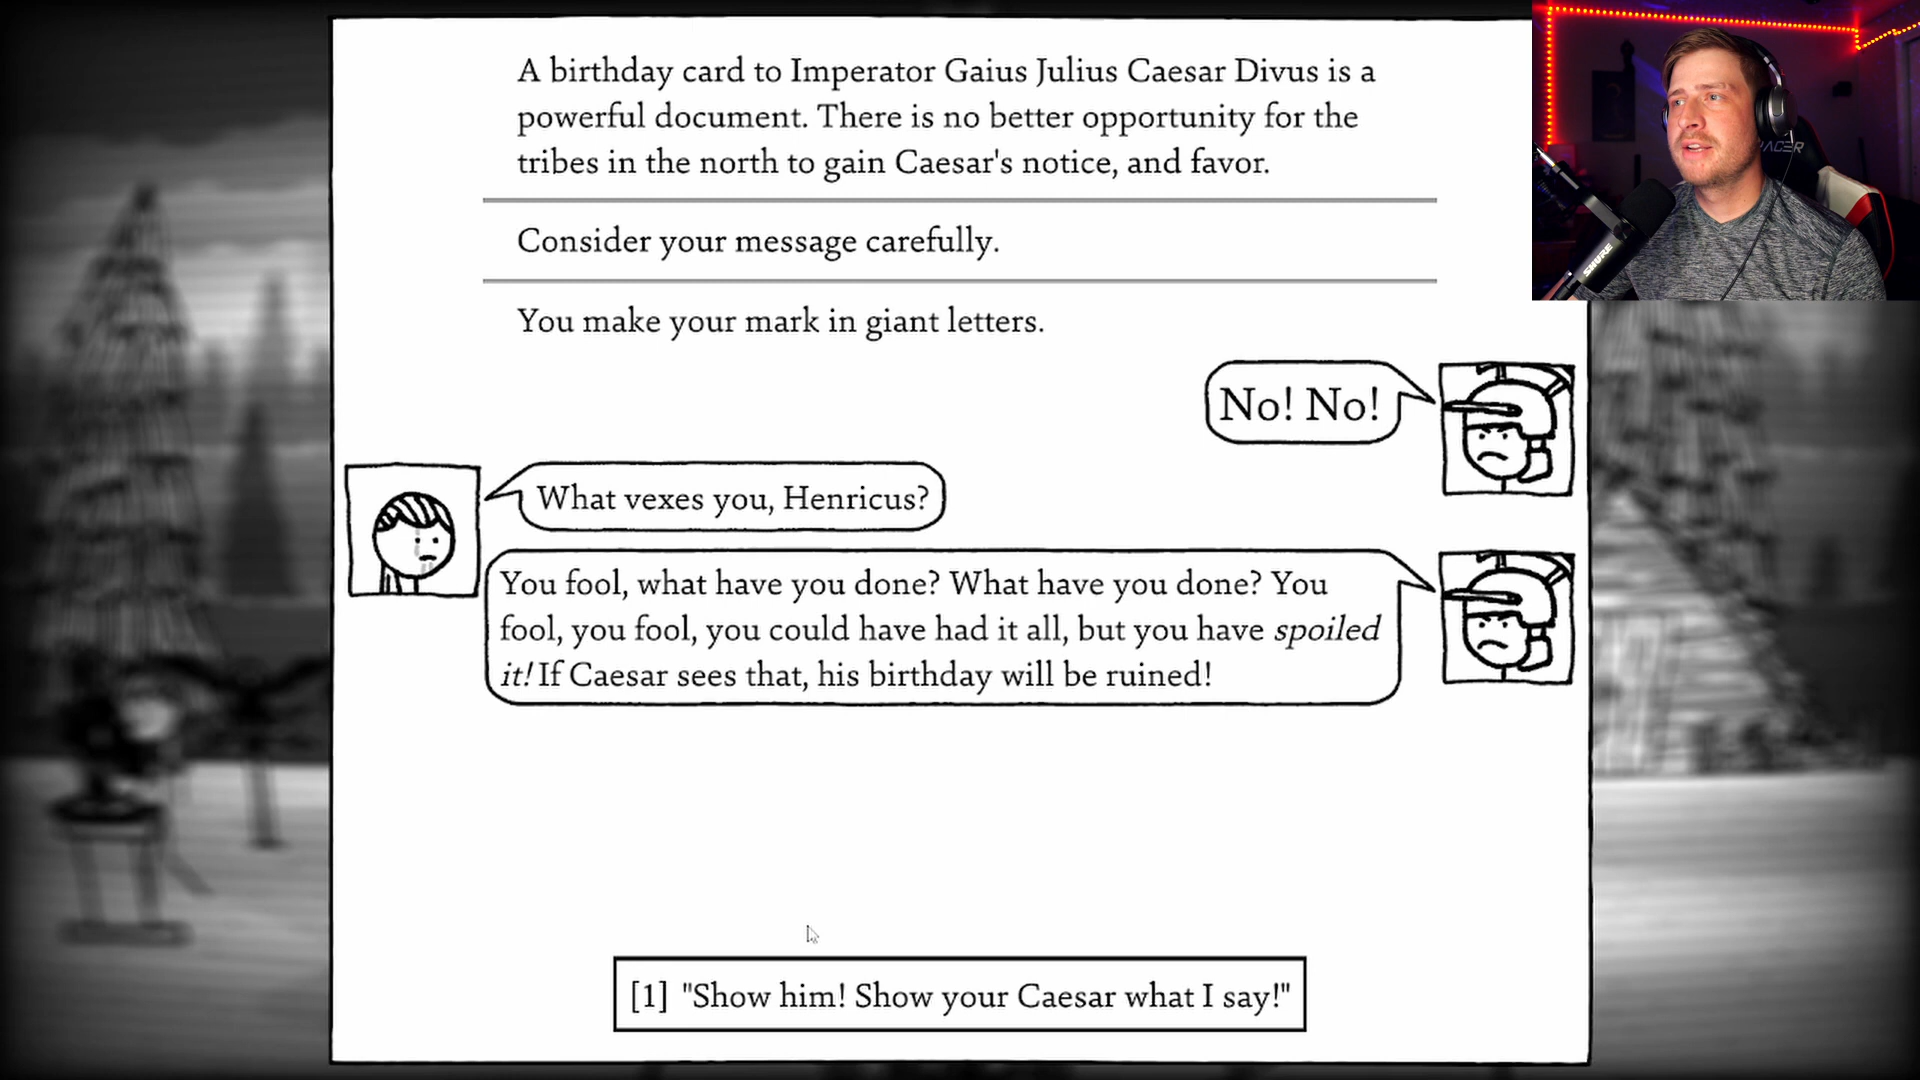 A birthday card to Imperator Gaius Julius Caesar Divus is a
powerful document. There is no better opportunity for the
tribes in the north to gain Caesar's notice, and favor.
Consider your message carefully.
You make your mark in giant letters.
No! No!
What vexes you, Henricus?
You fool, what have you done? What have you done? You
fool, you fool, you could have had it all, but you have spoiled
it! If Caesar sees that, his birthday will be ruined!
[1] "Show him! Show your Caesar what I say!"
SHURE